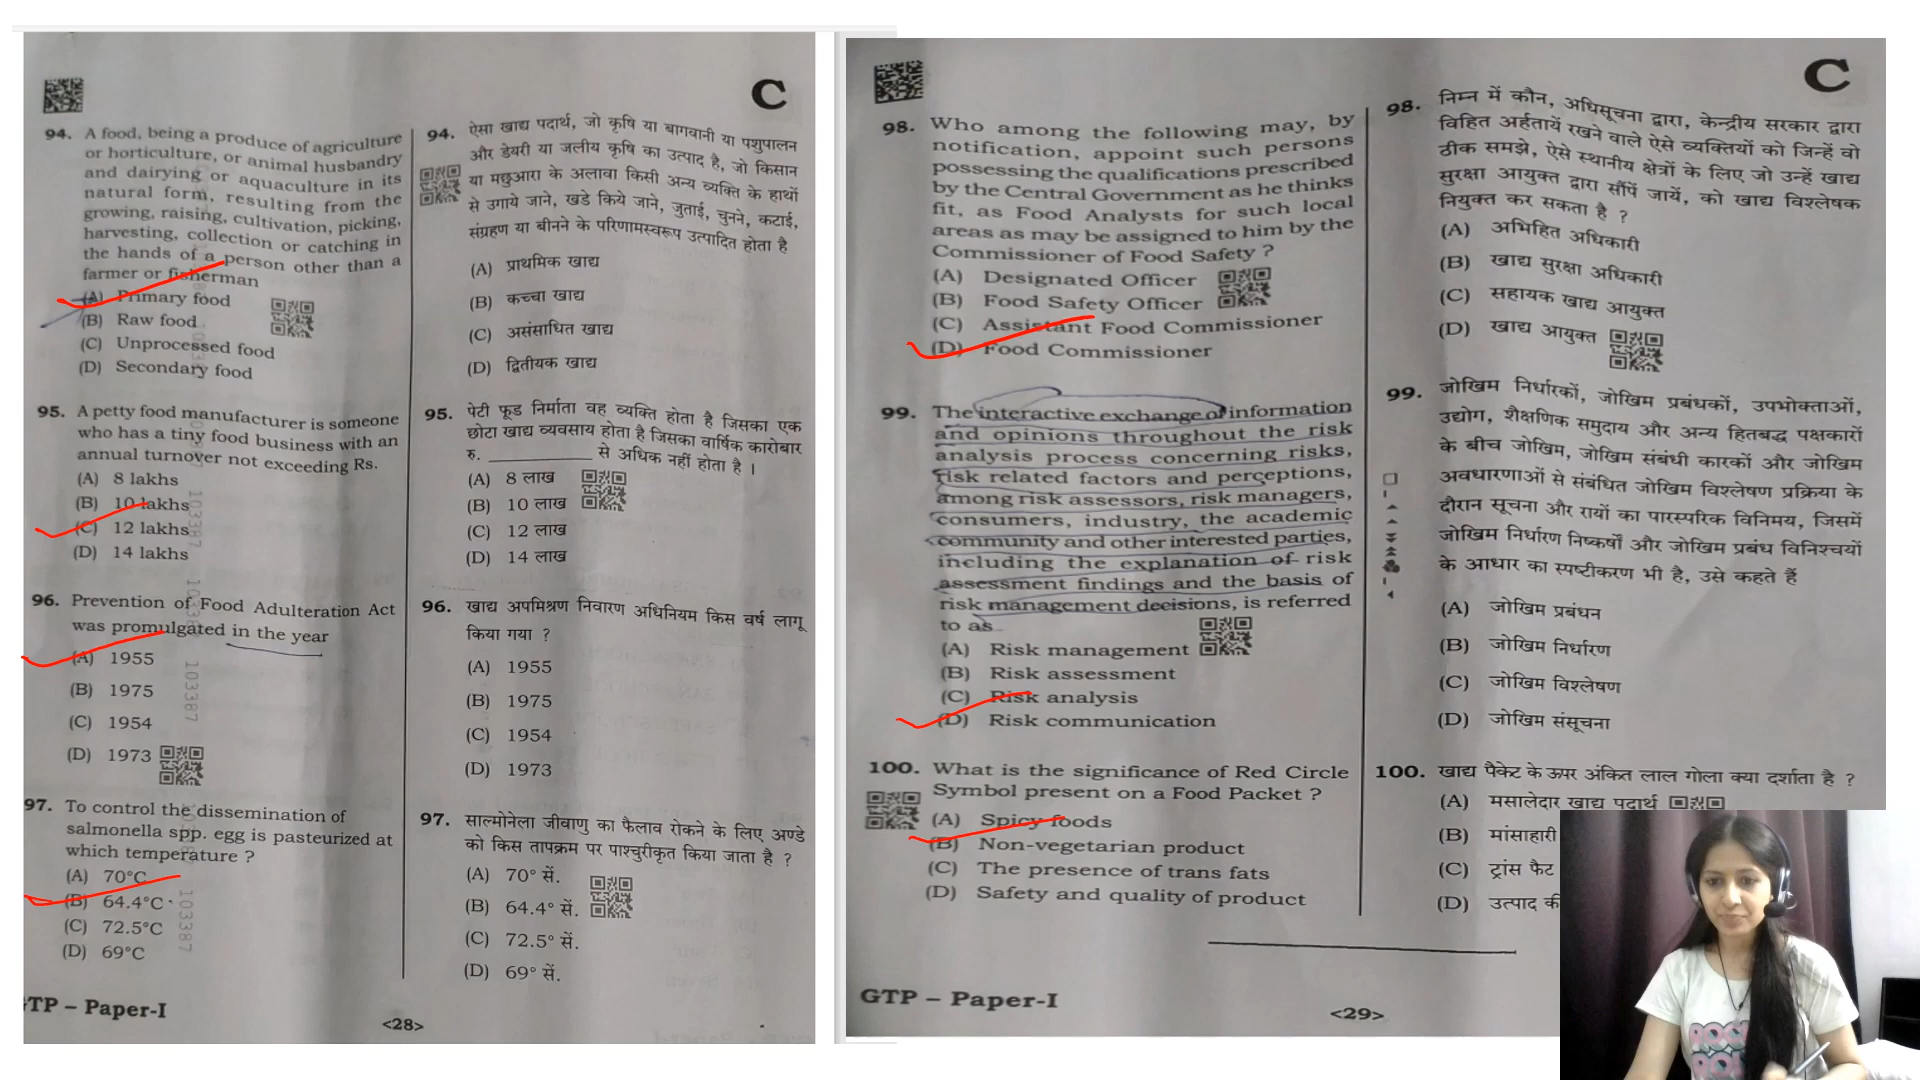 C
94. A food, being a produce of agriculture
or horticulture, or animal husbandry
and dairying or aquaculture in its
natural form, resulting from the
growing, raising, cultivation, picking,
harvesting, collection or catching in
the hands of a person other than a
farmer or fisherman
(A) Primary food
(B) Raw food
(C) Unprocessed food
(D) Secondary food
95. A petty food manufacturer is someone
who has a tiny food business with an
annual turnover not exceeding Rs.
(A) 8 lakhs
(B) 10 lakhs
(C) 12 lakhs
(D) 14 lakhs
96. Prevention of Food Adulteration Act
was promulgated in the year
(A) 1955
(B) 1975
(C) 1954
(D) 1973
97. To control the dissemination of
salmonella spp. egg is pasteurized at
which temperature ?
(A) 70°C
(B) 64.4°C
(C) 72.5°C
(D) 69°C
103387
103387
103387
94. ऐसा खाद्य पदार्थ, जो कृषि या बागवानी या पशुपालन
और डेयरी या जलीय कृषि का उत्पाद है, जो किसान
या मछुआरा के अलावा किसी अन्य व्यक्ति के हाथों
से उगाये जाने, खडे किये जाने, जुताई, चुनने, कटाई,
संग्रहण या बीनने के परिणामस्वरूप उत्पादित होता है
(A) प्राथमिक खाद्य
(B) कच्चा खाद्य
(C) असंसाधित खाद्य
(D) द्वितीयक खाद्य
95. पेटी फूड निर्माता वह व्यक्ति होता है जिसका एक
छोटा खाद्य व्यवसाय होता है जिसका वार्षिक कारोबार
रु. ____________ से अधिक नहीं होता है ।
(A) 8 लाख
(B) 10 लाख
(C) 12 लाख
(D) 14 लाख
96. खाद्य अपमिश्रण निवारण अधिनियम किस वर्ष लागू
किया गया ?
(A) 1955
(B) 1975
(C) 1954
(D) 1973
97. साल्मोनेला जीवाणु का फैलाव रोकने के लिए अण्डे
को किस तापक्रम पर पाश्चुरीकृत किया जाता है ?
(A) 70° सें.
(B) 64.4° सें.
(C) 72.5° सें.
(D) 69° सें.
TP – Paper-I
<28>
C
98. Who among the following may, by
notification, appoint such persons
possessing the qualifications prescribed
by the Central Government as he thinks
fit, as Food Analysts for such local
areas as may be assigned to him by the
Commissioner of Food Safety ?
(A) Designated Officer
(B) Food Safety Officer
(C) Assistant Food Commissioner
(D) Food Commissioner
99. The interactive exchange of information
and opinions throughout the risk
analysis process concerning risks,
risk related factors and perceptions,
among risk assessors, risk managers,
consumers, industry, the academic
community and other interested parties,
including the explanation of risk
assessment findings and the basis of
risk management decisions, is referred
to as
(A) Risk management
(B) Risk assessment
(C) Risk analysis
(D) Risk communication
100. What is the significance of Red Circle
Symbol present on a Food Packet ?
(A) Spicy foods
(B) Non-vegetarian product
(C) The presence of trans fats
(D) Safety and quality of product
98. निम्न में कौन, अधिसूचना द्वारा, केन्द्रीय सरकार द्वारा
विहित अर्हतायें रखने वाले ऐसे व्यक्तियों को जिन्हें वो
ठीक समझे, ऐसे स्थानीय क्षेत्रों के लिए जो उन्हें खाद्य
सुरक्षा आयुक्त द्वारा सौंपें जायें, को खाद्य विश्लेषक
नियुक्त कर सकता है ?
(A) अभिहित अधिकारी
(B) खाद्य सुरक्षा अधिकारी
(C) सहायक खाद्य आयुक्त
(D) खाद्य आयुक्त
99. जोखिम निर्धारकों, जोखिम प्रबंधकों, उपभोक्ताओं,
उद्योग, शैक्षणिक समुदाय और अन्य हितबद्ध पक्षकारों
के बीच जोखिम, जोखिम संबंधी कारकों और जोखिम
अवधारणाओं से संबंधित जोखिम विश्लेषण प्रक्रिया के
दौरान सूचना और रायों का पारस्परिक विनिमय, जिसमें
जोखिम निर्धारण निष्कर्षों और जोखिम प्रबंध विनिश्चयों
के आधार का स्पष्टीकरण भी है, उसे कहते हैं
(A) जोखिम प्रबंधन
(B) जोखिम निर्धारण
(C) जोखिम विश्लेषण
(D) जोखिम संसूचना
100. खाद्य पैकेट के ऊपर अंकित लाल गोला क्या दर्शाता है ?
(A) मसालेदार खाद्य पदार्थ
(B) मांसाहारी
(C) ट्रांस फैट
(D) उत्पाद की
GTP – Paper-I
<29>